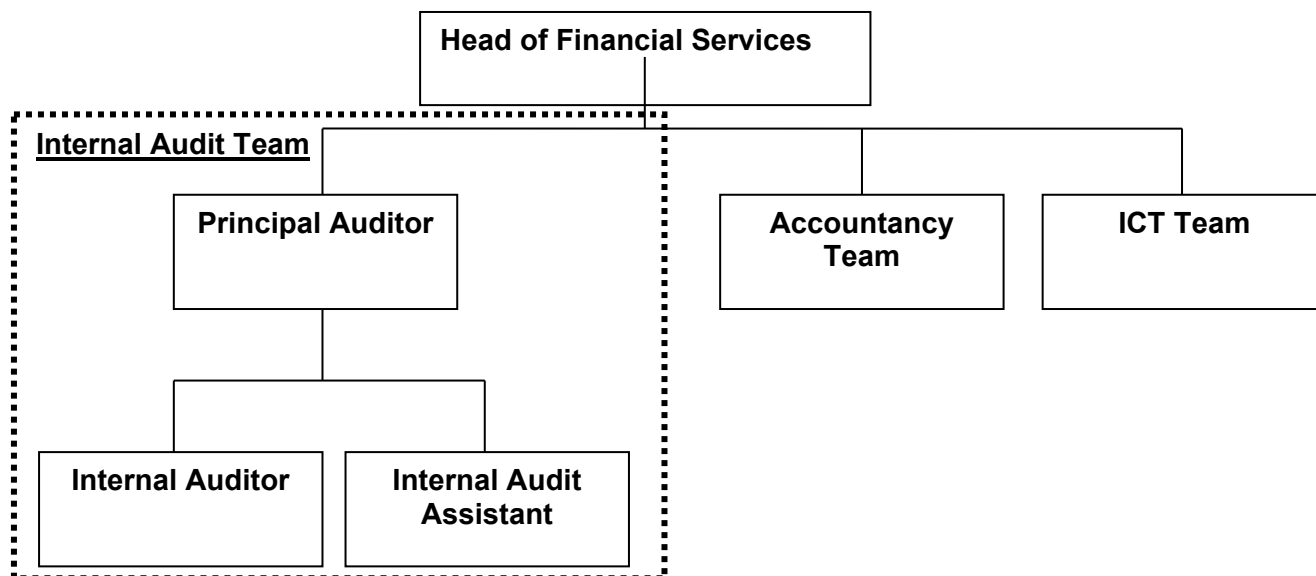 Head of Financial Services
Internal Audit Team
Principal Auditor
Accountancy
Team
ICT Team
Internal Auditor
Internal Audit
Assistant